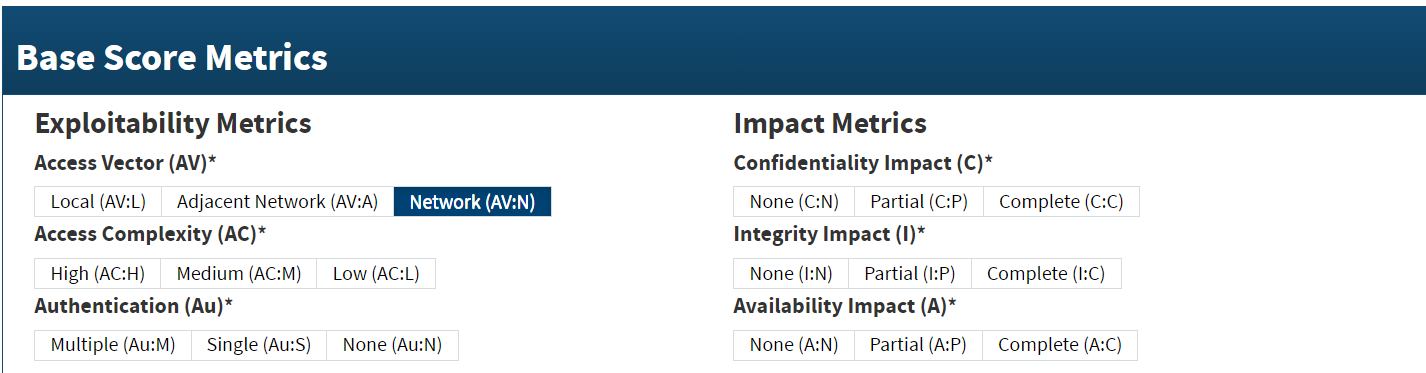 Base Score Metrics
Exploitability Metrics
Access Vector (AV)*
Local (AV:L) Adjacent Network (AV:A) Network (AV:N)
Access Complexity (AC)*
High (AC:H) Medium (AC:M) Low (AC:L)
Authentication (Au)*
Multiple (Au:M) Single (Au:S) None (Au:N)
Impact Metrics
Confidentiality Impact (C)*
None (C:N) Partial (C:P) Complete (C:C)
Integrity Impact (I)*
None (I:N) Partial (I:P) Complete (I:C)
Availability Impact (A)*
None (A:N) Partial (A:P) Complete (A:C)